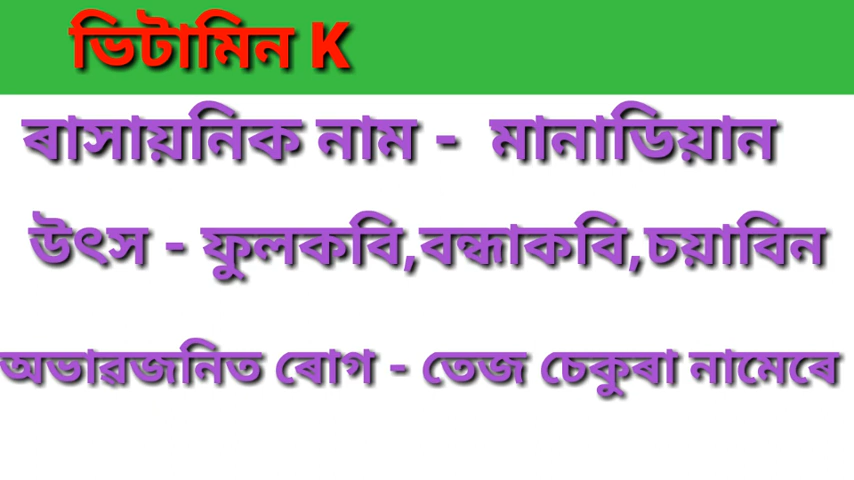 ভিটামিন K
ৰাসায়নিক নাম - মানাডিয়ান
উৎস - ফুলকবি,বন্ধাকবি,চয়াবিন
অভাৱজনিত ৰোগ - তেজ চেকুৰা নামেৰে